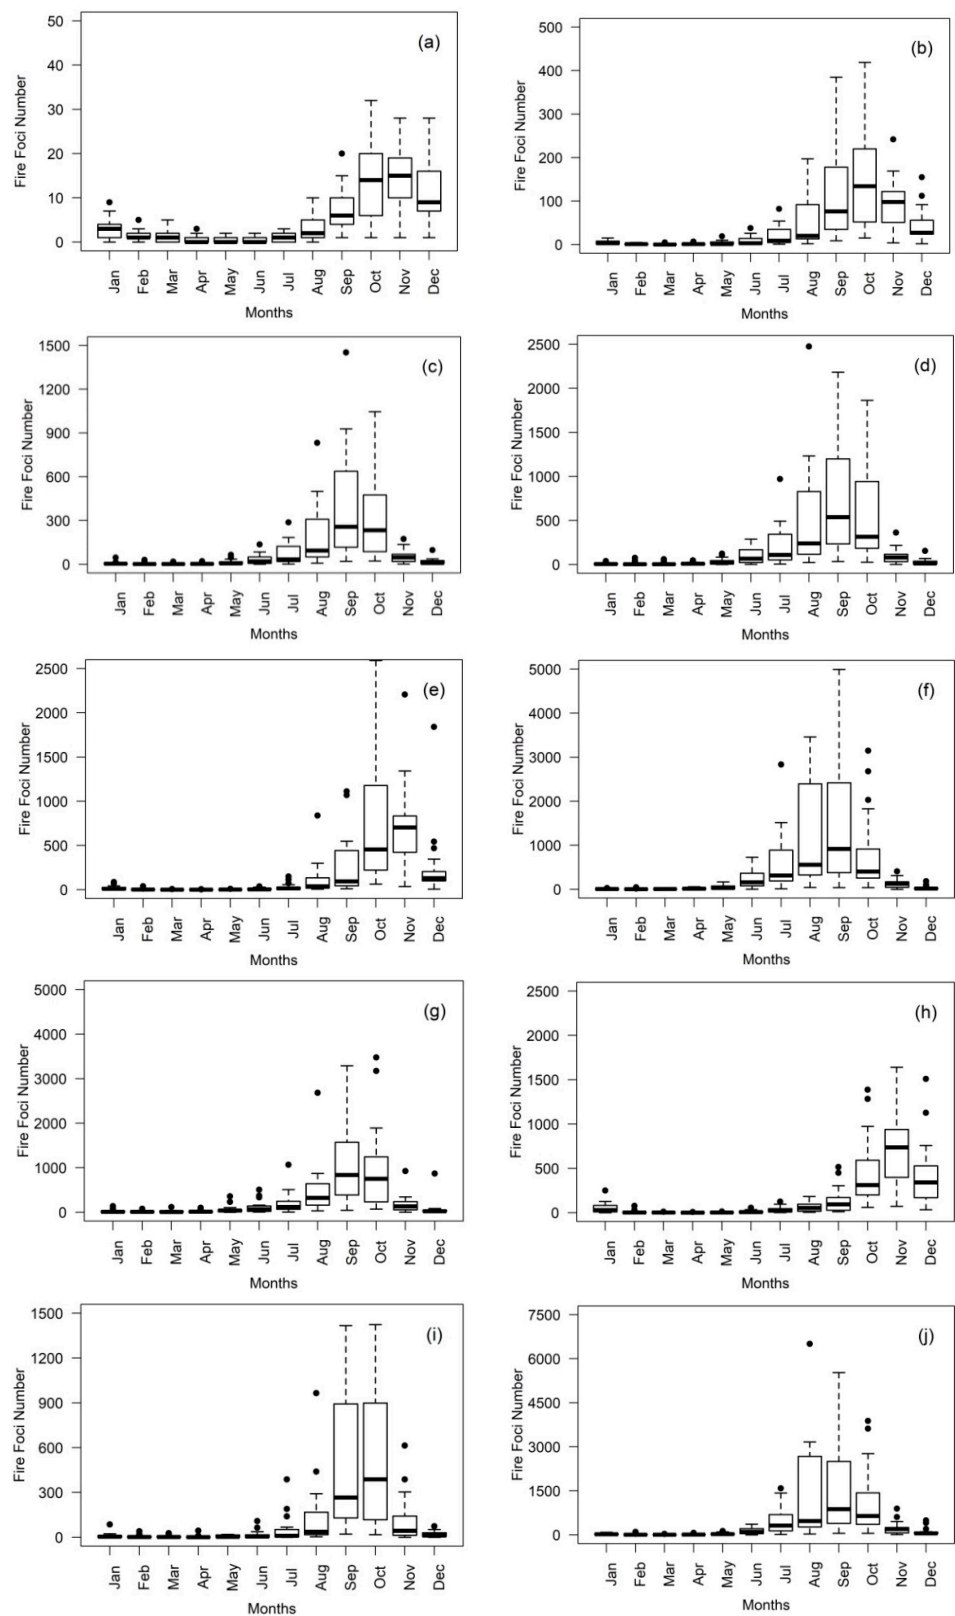 (a)
Fire Foci Number
50
40
30
20
10
0
Jan Feb Mar Apr May Jun Jul Aug Sep Oct Nov Dec
Months
(b)
Fire Foci Number
500
400
300
200
100
0
Jan Feb Mar Apr May Jun Jul Aug Sep Oct Nov Dec
Months
(c)
Fire Foci Number
1500
1200
900
600
300
0
Jan Feb Mar Apr May Jun Jul Aug Sep Oct Nov Dec
Months
(d)
Fire Foci Number
2500
2000
1500
1000
500
0
Jan Feb Mar Apr May Jun Jul Aug Sep Oct Nov Dec
Months
(e)
Fire Foci Number
2500
2000
1500
1000
500
0
Jan Feb Mar Apr May Jun Jul Aug Sep Oct Nov Dec
Months
(f)
Fire Foci Number
5000
4000
3000
2000
1000
0
Jan Feb Mar Apr May Jun Jul Aug Sep Oct Nov Dec
Months
(g)
Fire Foci Number
5000
4000
3000
2000
1000
0
Jan Feb Mar Apr May Jun Jul Aug Sep Oct Nov Dec
Months
(h)
Fire Foci Number
2500
2000
1500
1000
500
0
Jan Feb Mar Apr May Jun Jul Aug Sep Oct Nov Dec
Months
(i)
Fire Foci Number
1500
1200
900
600
300
0
Jan Feb Mar Apr May Jun Jul Aug Sep Oct Nov Dec
Months
(j)
Fire Foci Number
7500
6000
4500
3000
1500
0
Jan Feb Mar Apr May Jun Jul Aug Sep Oct Nov Dec
Months